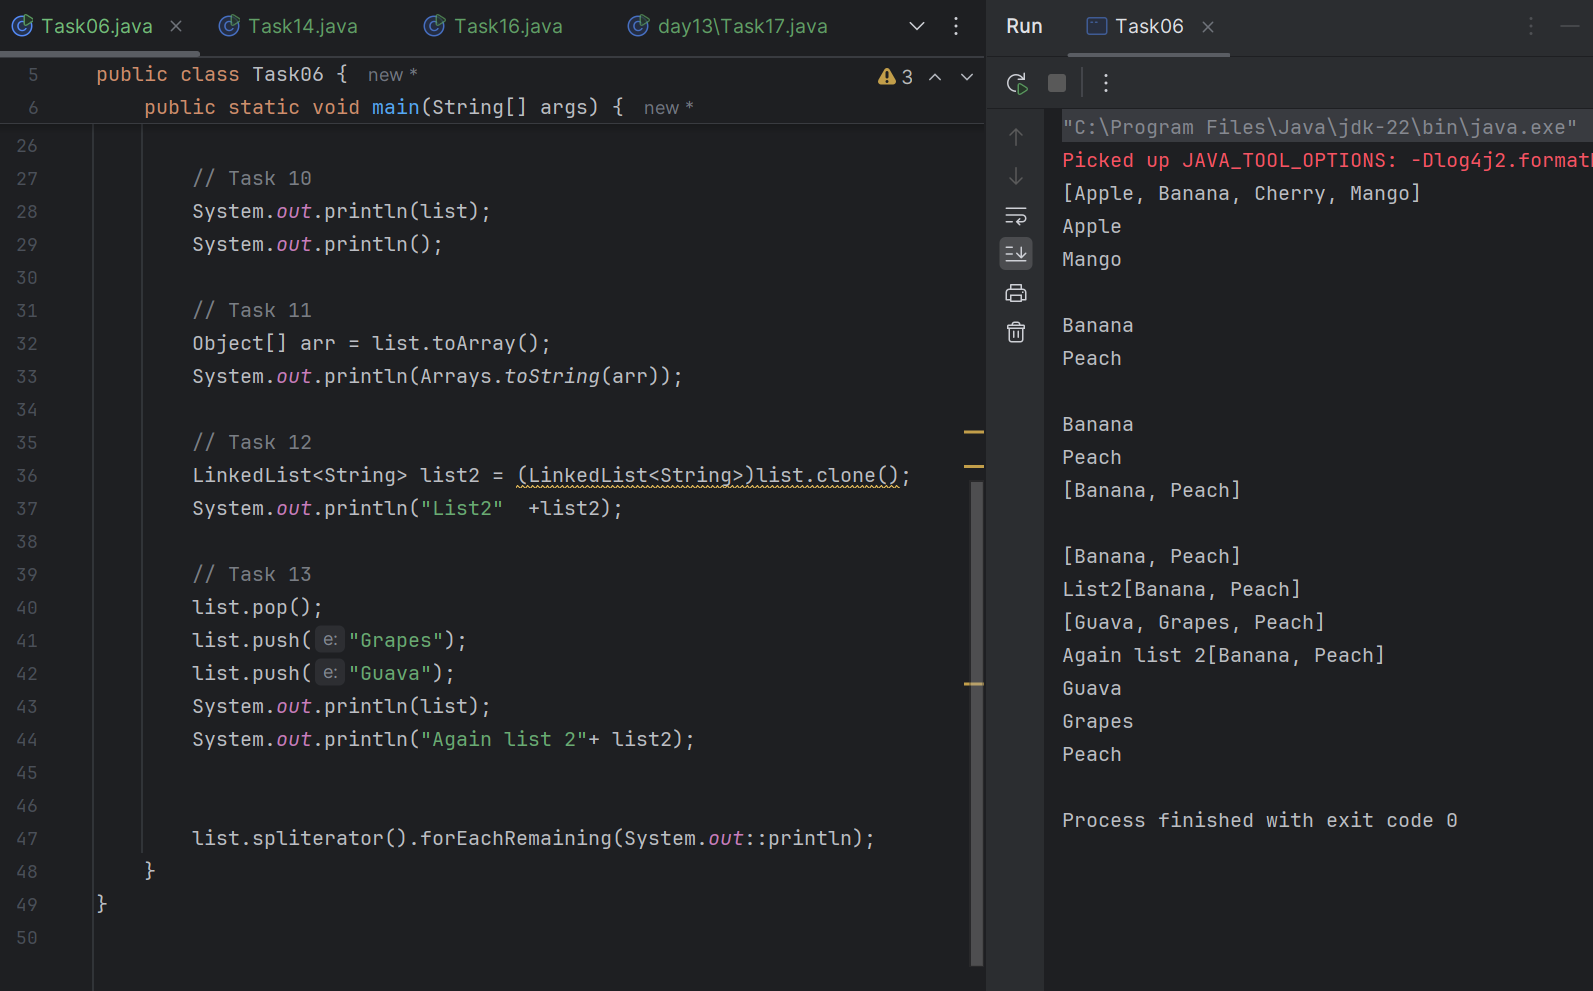 Task06.java
Task14.java
Task16.java
day13\Task17.java
5 public class Task06 { new *
3
6 public static void main(String[] args) { new *
26
27 // Task 10
28 System.out.println(list);
29 System.out.println();
30
31 // Task 11
32 Object[] arr = list.toArray();
33 System.out.println(Arrays.toString(arr));
34
35 // Task 12
36 LinkedList<String> list2 = (LinkedList<String>)list.clone();
37 System.out.println("List2"  +list2);
38
39 // Task 13
40 list.pop();
41 list.push( e: "Grapes");
42 list.push( e: "Guava");
43 System.out.println(list);
44 System.out.println("Again list 2"+ list2);
45
46
47 list.spliterator().forEachRemaining(System.out::println);
48 }
49 }
50
Run
Task06
"C:\Program Files\Java\jdk-22\bin\java.exe"
Picked up JAVA_TOOL_OPTIONS:
[Apple, Banana, Cherry, Mango]
Apple
Mango
Banana
Peach
Banana
Peach
[Banana, Peach]
[Banana, Peach]
List2[Banana, Peach]
[Guava, Grapes, Peach]
Again list 2[Banana, Peach]
Guava
Grapes
Peach
Process finished with exit code 0